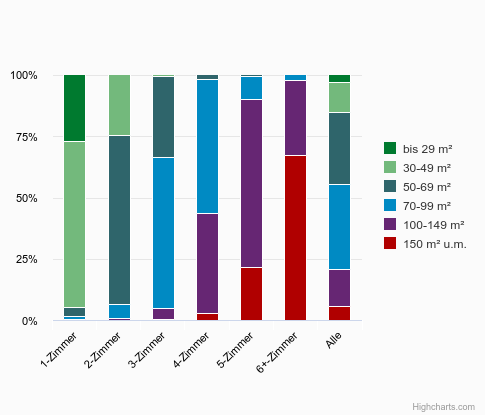 100%
75%
50%
25%
0%
1-Zimmer
2-Zimmer
3-Zimmer
4-Zimmer
5-Zimmer
6+-Zimmer
Alle
bis 29 m²
30-49 m²
50-69 m²
70-99 m²
100-149 m²
150 m² u.m.
Highcharts.com